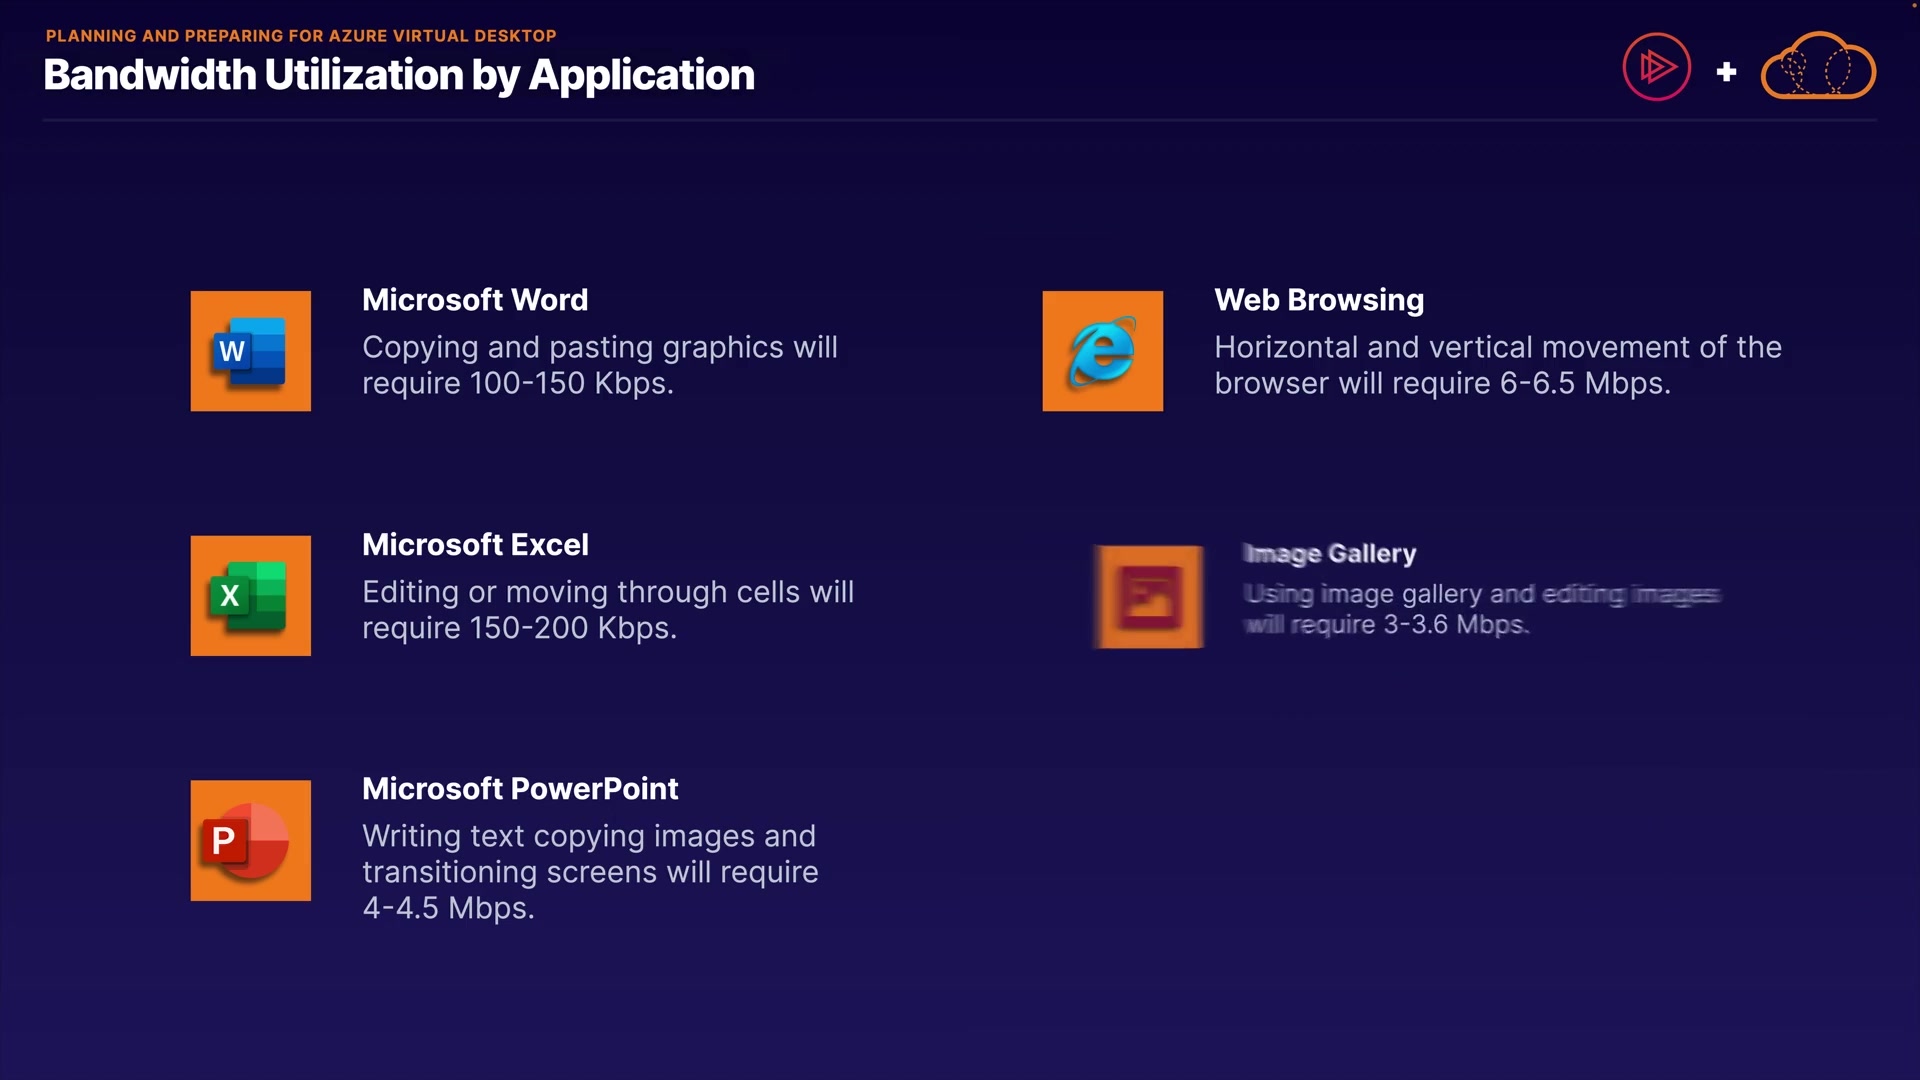 PLANNING AND PREPARING FOR AZURE VIRTUAL DESKTOP
Bandwidth Utilization by Application
Microsoft Word
Copying and pasting graphics will
require 100-150 Kbps.
Microsoft Excel
Editing or moving through cells will
require 150-200 Kbps.
Microsoft PowerPoint
Writing text copying images and
transitioning screens will require
4-4.5 Mbps.
Web Browsing
Horizontal and vertical movement of the
browser will require 6-6.5 Mbps.
Image Gallery
Using image gallery and editing images
will require 3-3.6 Mbps.
W
X
P